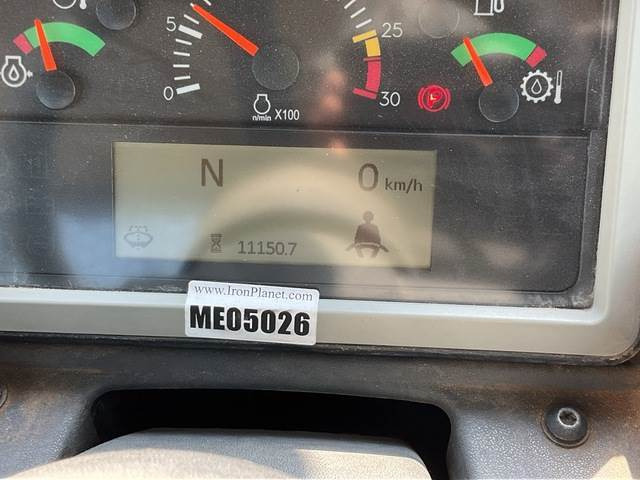 5
25
0
30
n/min X100
N
0 km/h
11150.7
www.IronPlanet.com
ME05026